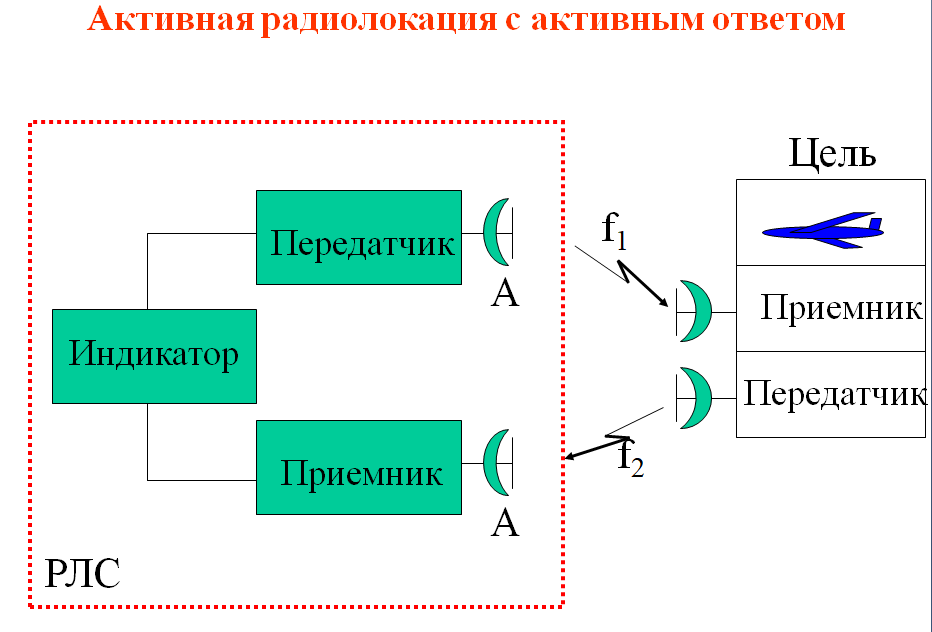 Активная радиолокация с активным ответом
Цель
Передатчик
f1
А
Приемник
Индикатор
Передатчик
f2
Приемник
А
РЛС